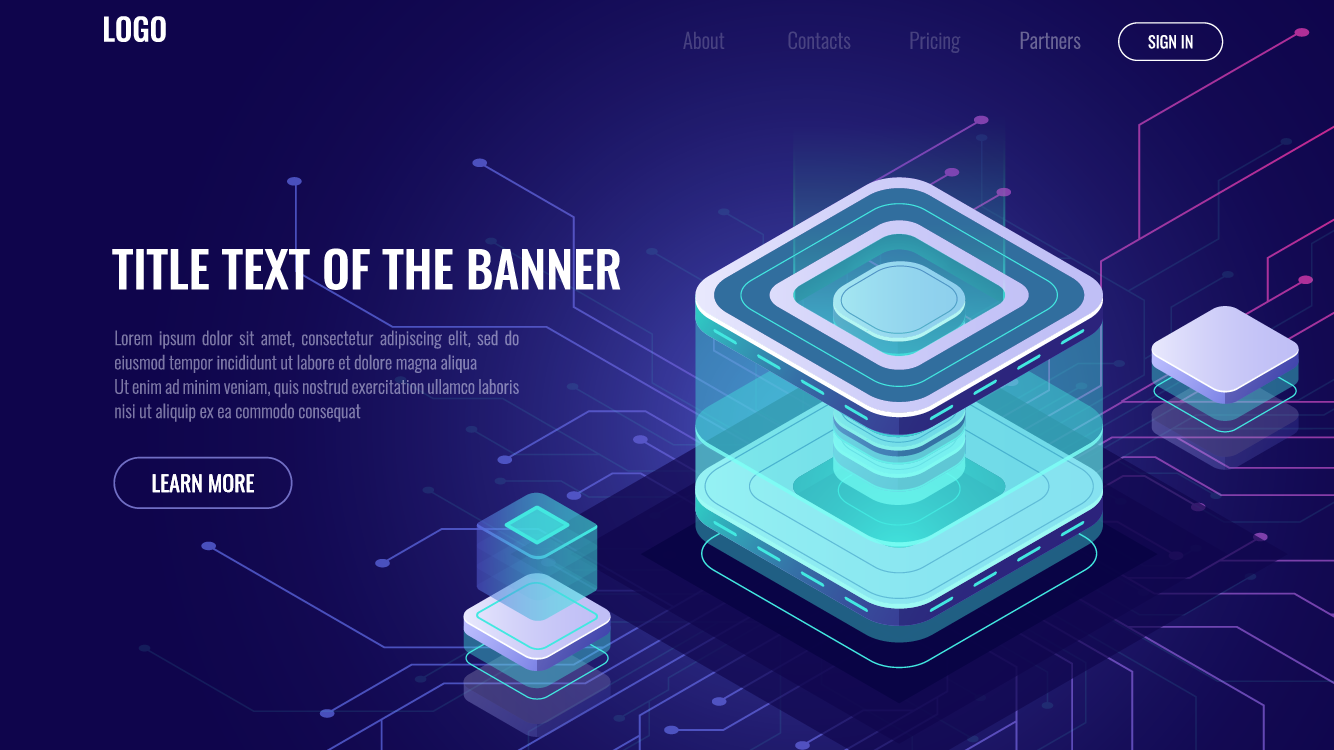 LOGO
About Contacts Pricing Partners SIGN IN
TITLE TEXT OF THE BANNER
Lorem ipsum dolor sit amet, consectetur adipiscing elit, sed do
eiusmod tempor incididunt ut labore et dolore magna aliqua
Ut enim ad minim veniam, quis nostrud exercitation ullamco laboris
nisi ut aliquip ex ea commodo consequat
LEARN MORE